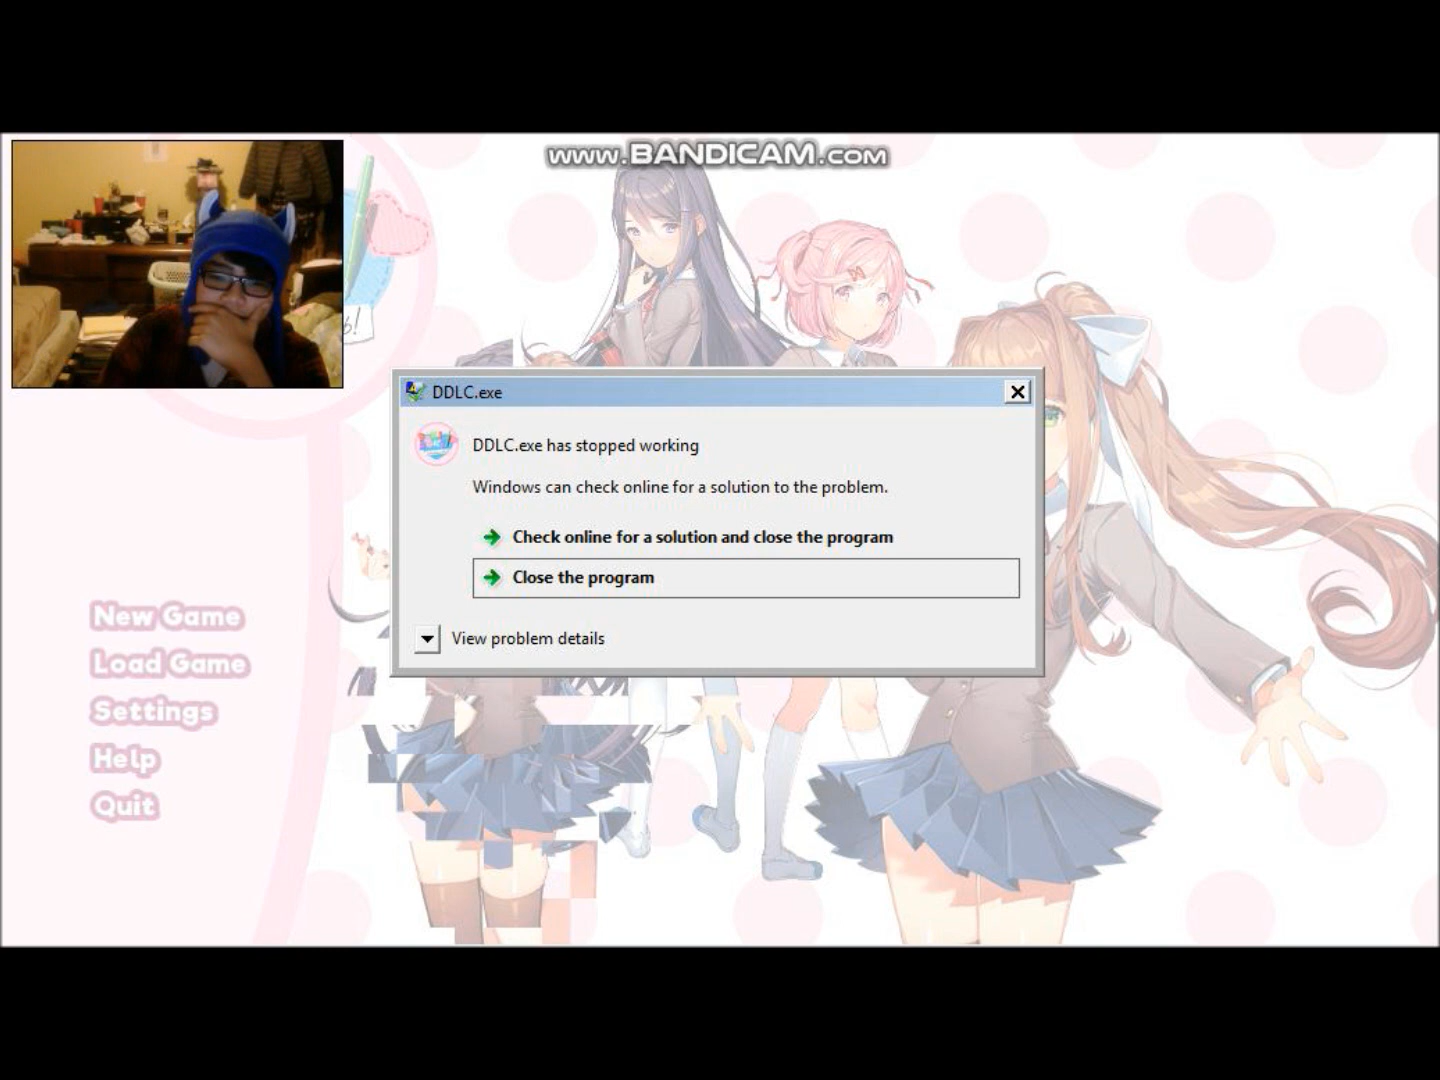 www.BANDICAM.com
b!
DDLC.exe
DDLC.exe has stopped working
Windows can check online for a solution to the problem.
Check online for a solution and close the program
Close the program
View problem details
New Game
Load Game
Settings
Help
Quit